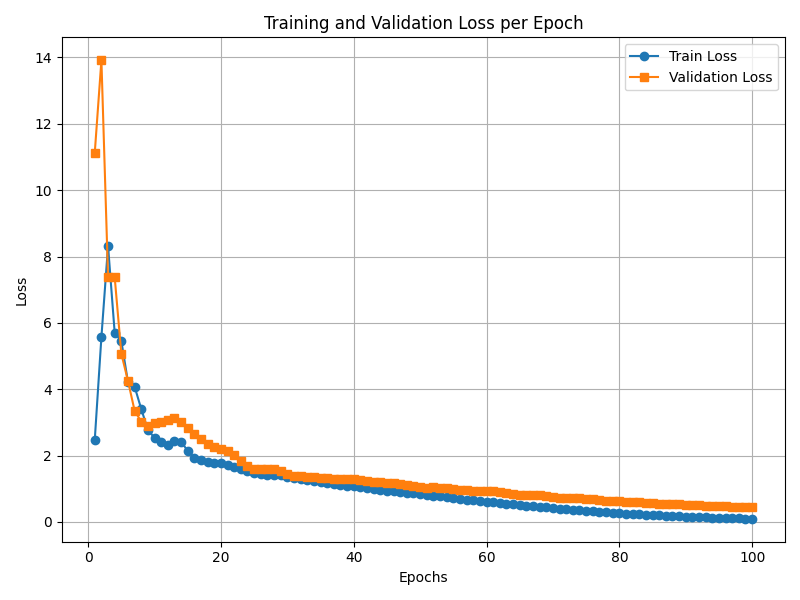 Training and Validation Loss per Epoch
Train Loss
Validation Loss
14
12
10
8
6
4
2
0
Loss
0 20 40 60 80 100
Epochs